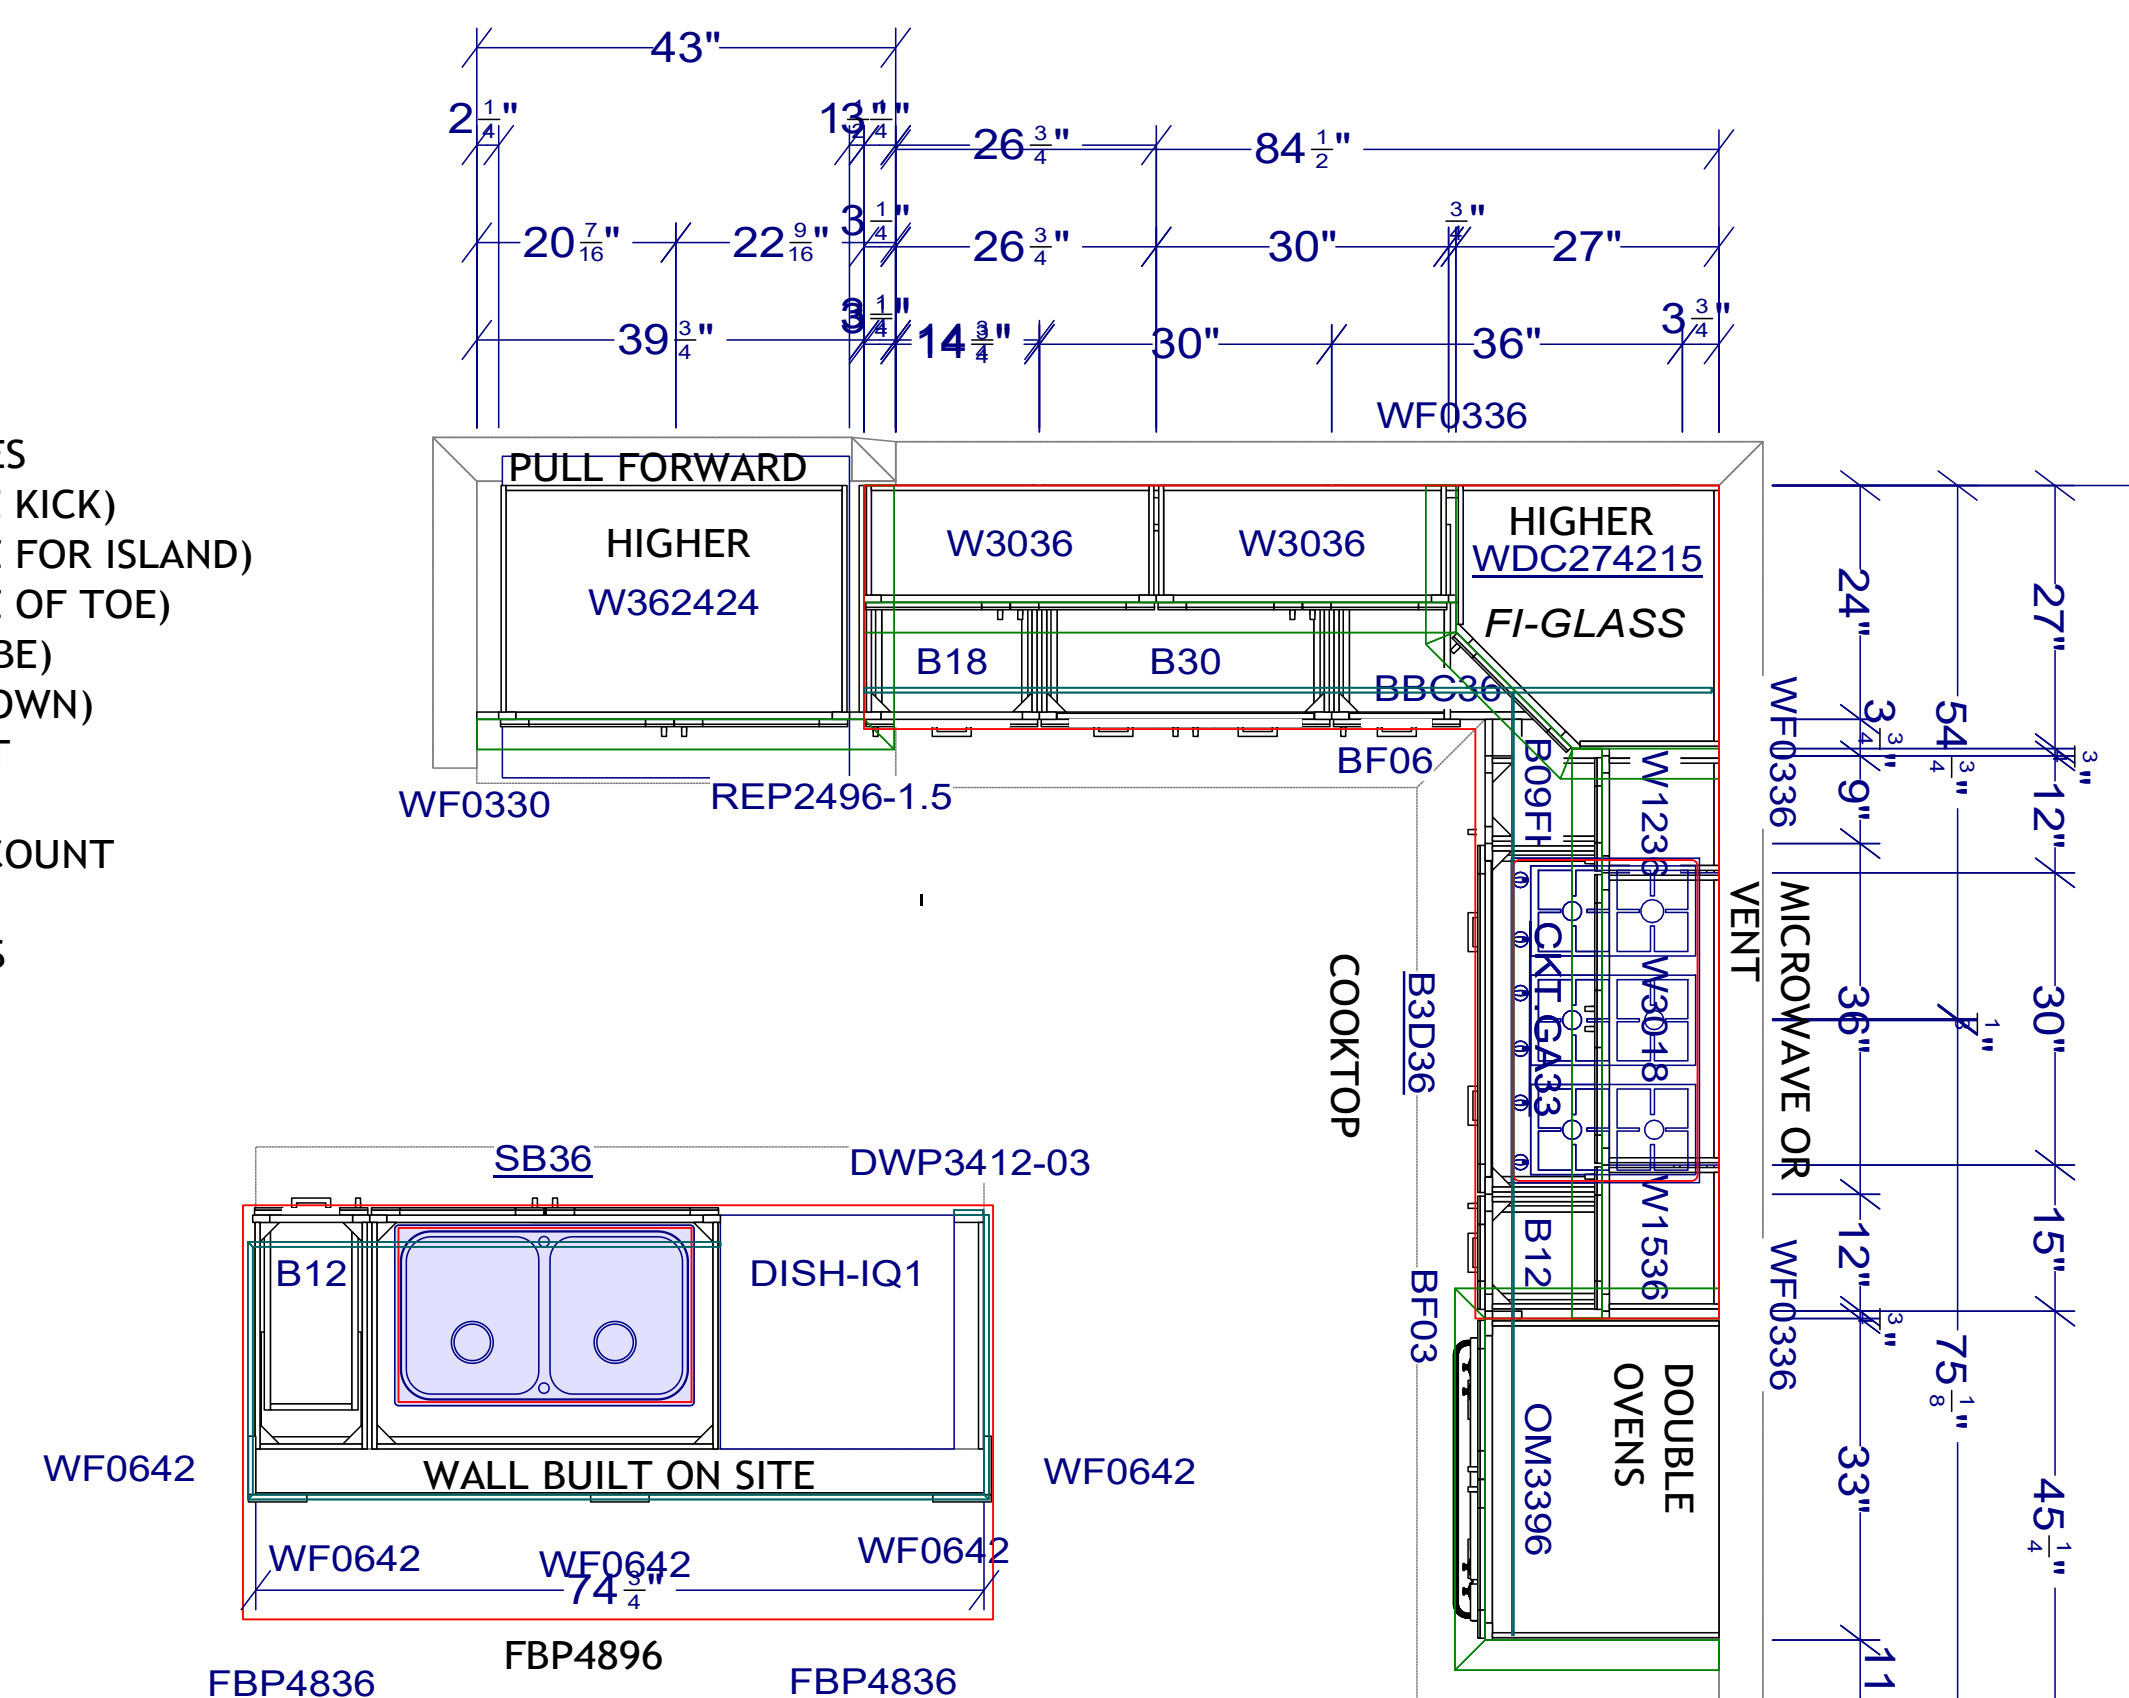 43"
2 1/4"
26 3/4"
84 1/2"
20 7/16"
22 9/16"
3 1/4"
26 3/4"
30"
3/4"
27"
39 3/4"
3 1/4"
14 3/4"
30"
36"
3 3/4"
WF0336
ES
KICK)
FOR ISLAND)
OF TOE)
BE)
OWN)
T
COUNT
S
PULL FORWARD
HIGHER
W362424
W3036
W3036
HIGHER
WDC274215
FI-GLASS
B18
B30
BBC36
BF06
WF0330
REP2496-1.5
B09FH
W1236
WF0336
24"
27"
3 3/4"
54 3/4"
3/4"
9"
12"
COOKTOP
B3D36
CKT.GA33
W3018
MICROWAVE OR
VENT
36"
30"
BF03
B12
W1536
WF0336
12"
15"
3/4"
75 1/8"
OM3396
DOUBLE
OVENS
33"
45 1/4"
11
SB36
DWP3412-03
B12
DISH-IQ1
WF0642
WALL BUILT ON SITE
WF0642
WF0642
WF0642
WF0642
74 3/4"
FBP4896
FBP4836
FBP4836